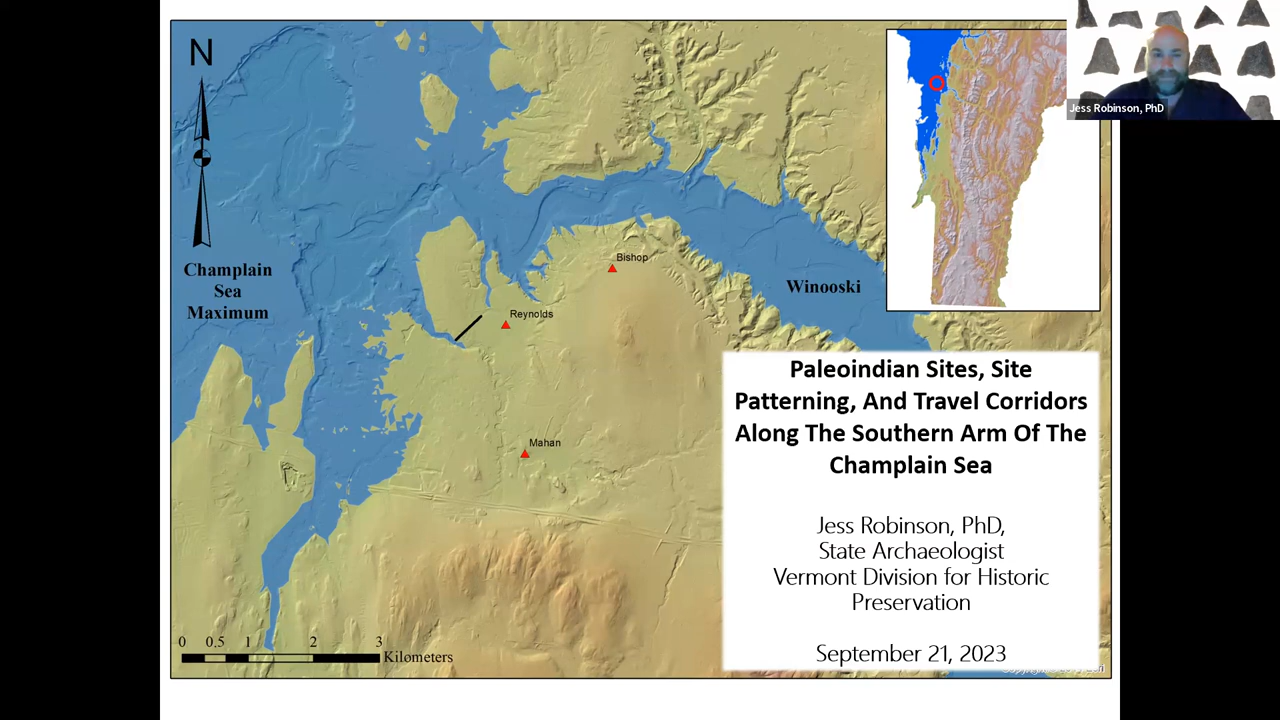 N
Jess Robinson, PhD
Champlain
Sea
Maximum
Bishop
Winooski
Reynolds
Mahan
Paleoindian Sites, Site
Patterning, And Travel Corridors
Along The Southern Arm Of The
Champlain Sea
Jess Robinson, PhD,
State Archaeologist
Vermont Division for Historic
Preservation
September 21, 2023
0 0.5 1 2 3
Kilometers